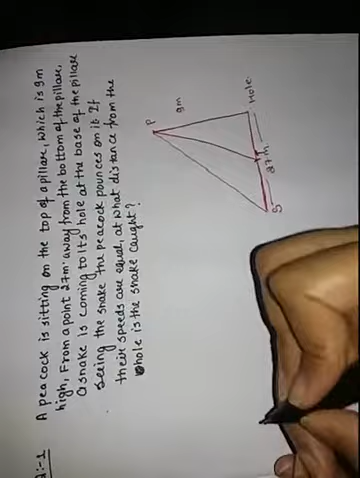 2:-1 A peacock is sitting on the top of a pillar, which is 9m
high, From a point 27m away from the bottom of the pillar,
a snake is coming to its hole at the base of the pillar
seeing the snake the peacock pounces on it. If
their speeds are equal, at what distance from the
hole is the snake caught?
P
9m
Hole
27m
S